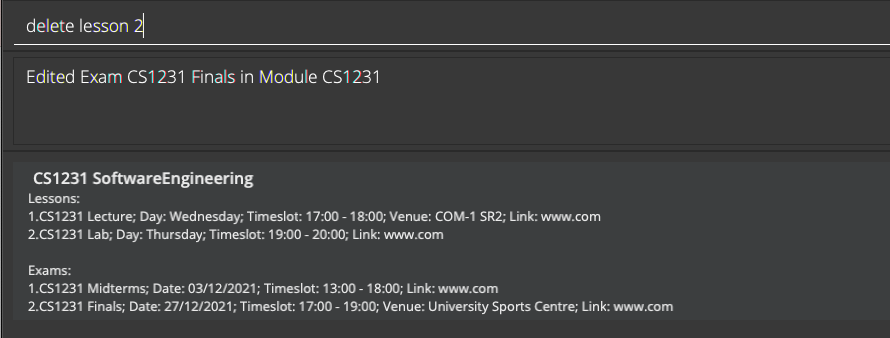 delete lesson 2
Edited Exam CS1231 Finals in Module CS1231
CS1231 SoftwareEngineering
Lessons:
1.CS1231 Lecture; Day: Wednesday; Timeslot: 17:00 - 18:00; Venue: COM-1 SR2; Link: www.com
2.CS1231 Lab; Day: Thursday; Timeslot: 19:00 - 20:00; Link: www.com
Exams:
1.CS1231 Midterms; Date: 03/12/2021; Timeslot: 13:00 - 18:00; Link: www.com
2.CS1231 Finals; Date: 27/12/2021; Timeslot: 17:00 - 19:00; Venue: University Sports Centre; Link: www.com